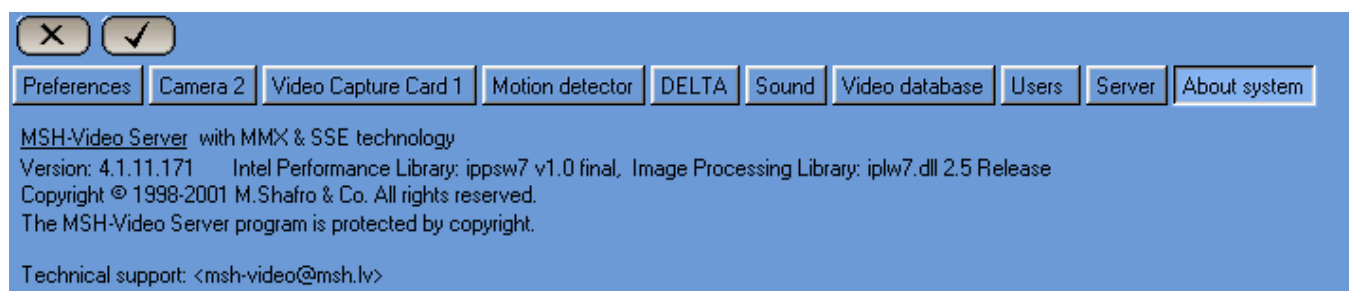 Preferences Camera 2 Video Capture Card 1 Motion detector DELTA Sound Video database Users Server About system
MSH-Video Server with MMX & SSE technology
Version: 4.1.11.171 Intel Performance Library: ippsw7 v1.0 final, Image Processing Library: iplw7.dll 2.5 Release
Copyright © 1998-2001 M.Shafro & Co. All rights reserved.
The MSH-Video Server program is protected by copyright.
Technical support: <msh-video@msh.lv>